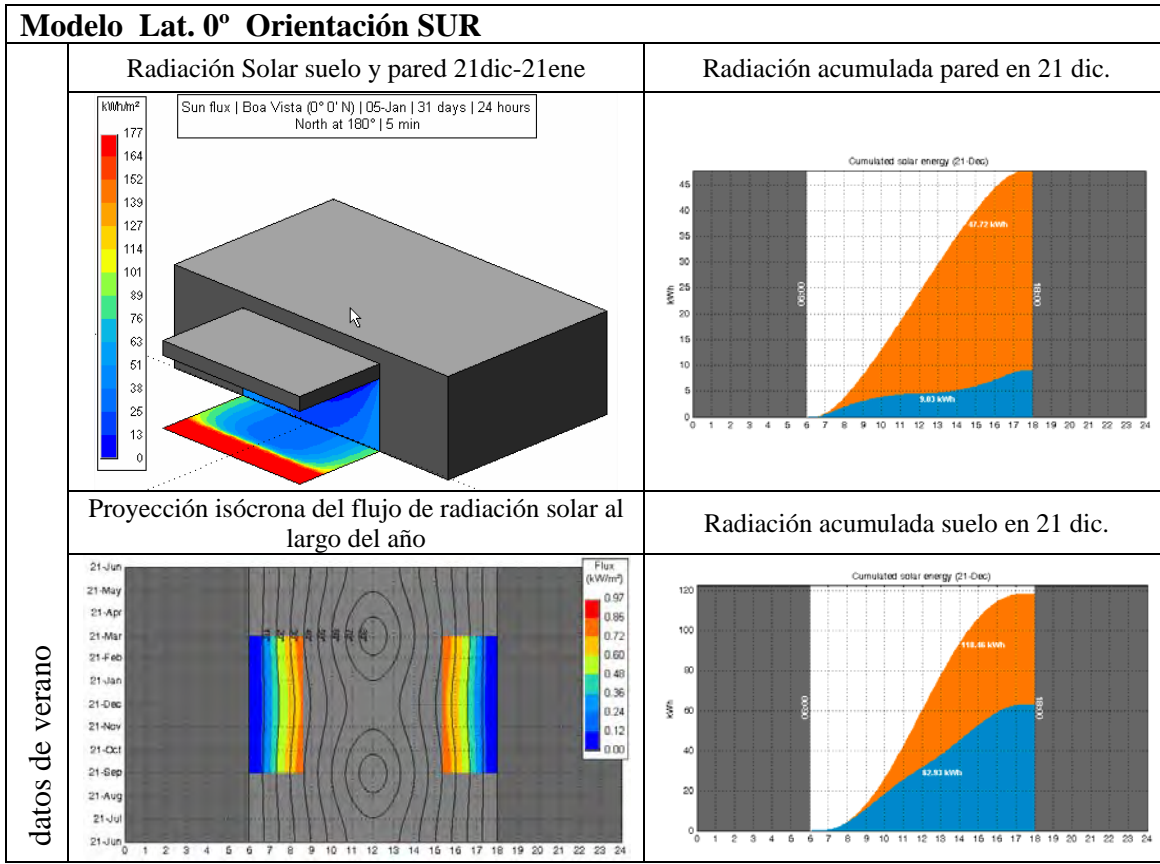 Modelo Lat. 0º Orientación SUR
datos de verano
Radiación Solar suelo y pared 21dic-21ene
Radiación acumulada pared en 21 dic.
kWh/m²
177
164
152
139
127
114
101
89
76
63
51
38
25
13
0
Sun flux | Boa Vista (0° 0' N) | 05-Jan | 31 days | 24 hours
North at 180° | 5 min
Cumulated solar energy (21-Dec)
kWh
45
40
35
30
25
20
15
10
5
0
06:00
47.72 kWh
9.03 kWh
18:00
0 1 2 3 4 5 6 7 8 9 10 11 12 13 14 15 16 17 18 19 20 21 22 23 24
Proyección isócrona del flujo de radiación solar al
largo del año
Radiación acumulada suelo en 21 dic.
21-Jun
21-May
21-Apr
21-Mar
21-Feb
21-Jan
21-Dec
21-Nov
21-Oct
21-Sep
21-Aug
21-Jul
21-Jun
0 1 2 3 4 5 6 7 8 9 10 11 12 13 14 15 16 17 18 19 20 21 22 23 24
Flux
(kW/m²)
0.97
0.85
0.72
0.60
0.48
0.36
0.24
0.12
0.00
Cumulated solar energy (21-Dec)
kWh
120
100
80
60
40
20
0
06:00
118.46 kWh
62.93 kWh
18:00
0 1 2 3 4 5 6 7 8 9 10 11 12 13 14 15 16 17 18 19 20 21 22 23 24